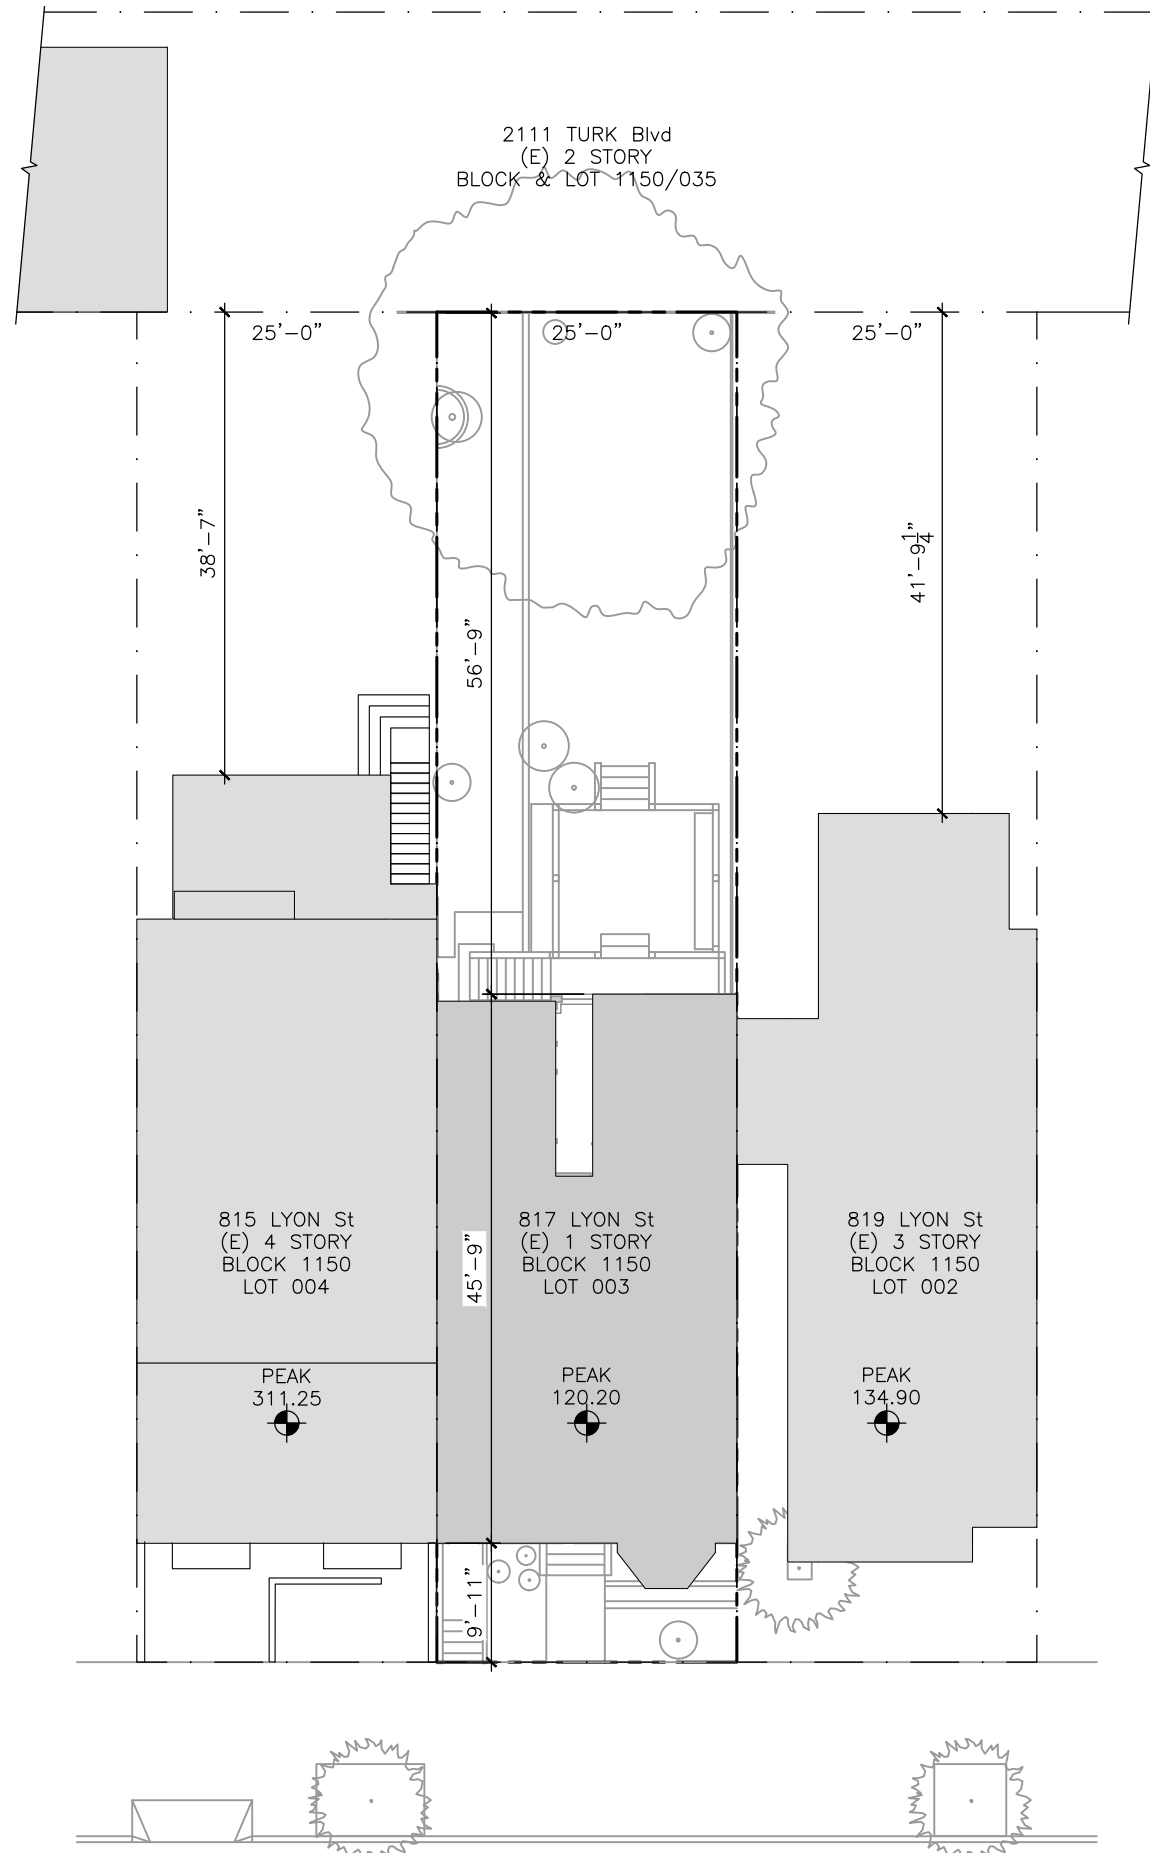 2111 TURK Blvd
(E) 2 STORY
BLOCK & LOT 1150/035
25'-0"
25'-0"
25'-0"
38'-7"
41'-9 1/4"
56'-9"
815 LYON St
(E) 4 STORY
BLOCK 1150
LOT 004
45'-9"
817 LYON St
(E) 1 STORY
BLOCK 1150
LOT 003
819 LYON St
(E) 3 STORY
BLOCK 1150
LOT 002
PEAK
311.25
PEAK
120.20
PEAK
134.90
9'-11"